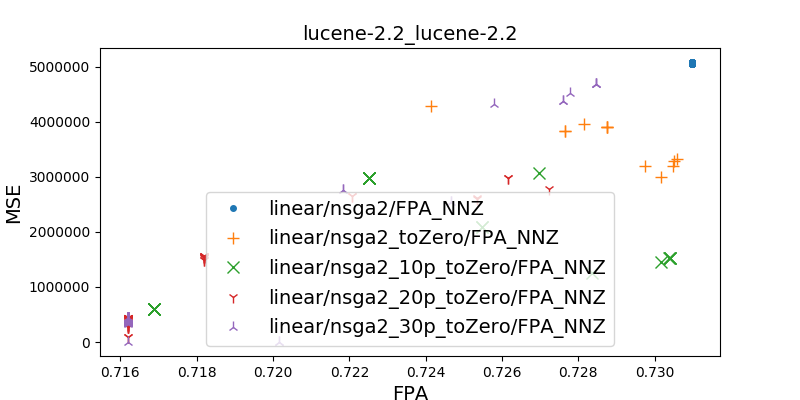 lucene-2.2_lucene-2.2
MSE
5000000
4000000
3000000
2000000
1000000
0
linear/nsga2/FPA_NNZ
linear/nsga2_toZero/FPA_NNZ
linear/nsga2_10p_toZero/FPA_NNZ
linear/nsga2_20p_toZero/FPA_NNZ
linear/nsga2_30p_toZero/FPA_NNZ
0.716 0.718 0.720 0.722 0.724 0.726 0.728 0.730
FPA